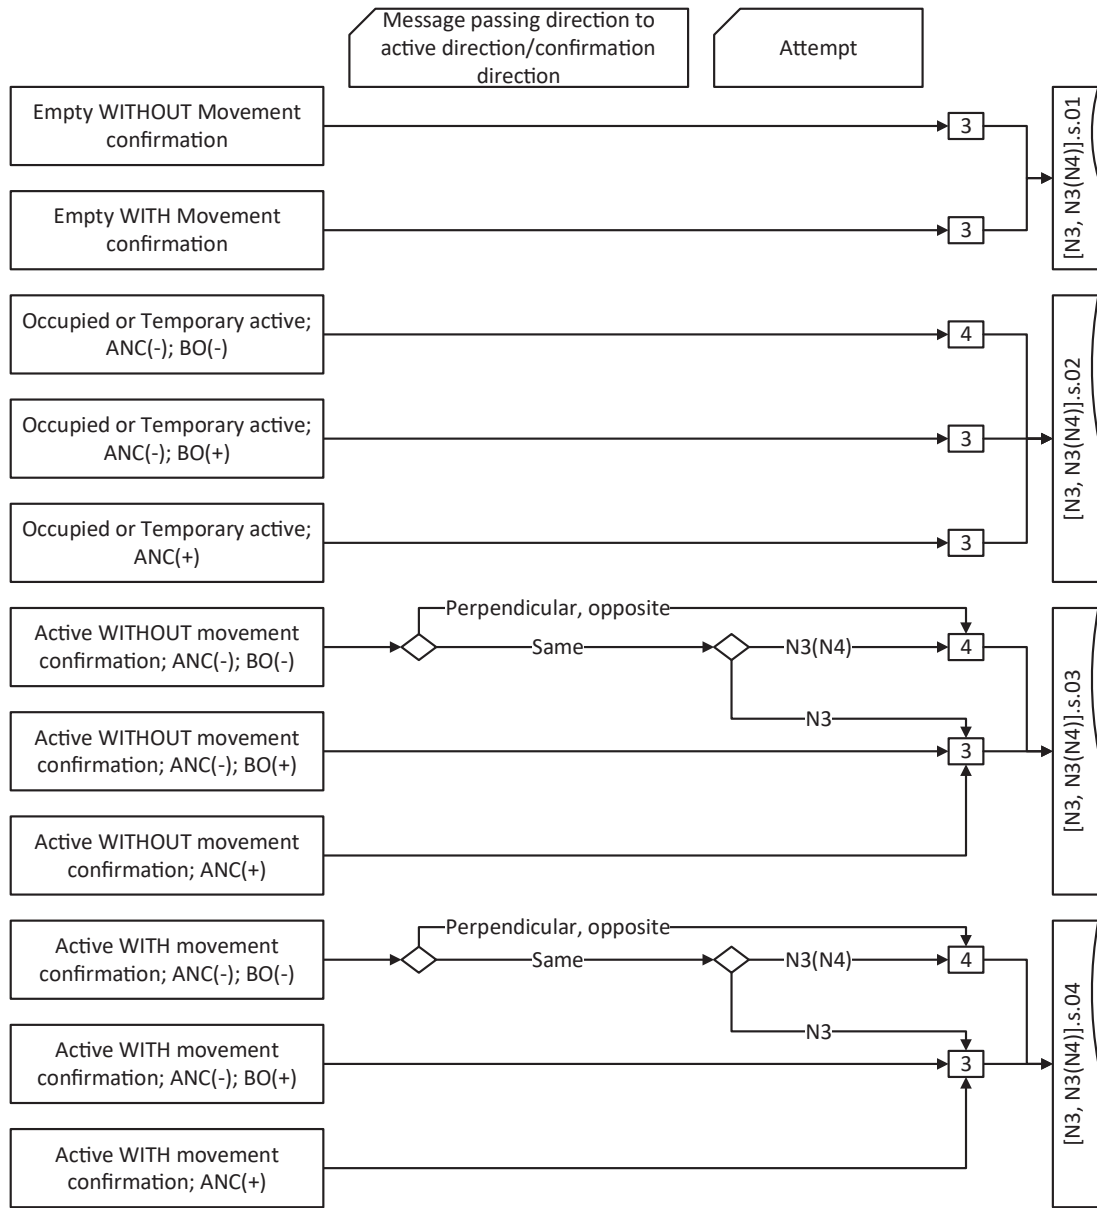 Message passing direction to
active direction/confirmation
direction
Attempt
Empty WITHOUT Movement
confirmation
3
[N3, N3(N4)].s.01
Empty WITH Movement
confirmation
3
Occupied or Temporary active;
ANC(-); BO(-)
4
[N3, N3(N4)].s.02
Occupied or Temporary active;
ANC(-); BO(+)
3
Occupied or Temporary active;
ANC(+)
3
Perpendicular, opposite
Active WITHOUT movement
confirmation; ANC(-); BO(-)
Same
N3(N4)
4
[N3, N3(N4)].s.03
N3
Active WITHOUT movement
confirmation; ANC(-); BO(+)
3
Active WITHOUT movement
confirmation; ANC(+)
Perpendicular, opposite
Active WITH movement
confirmation; ANC(-); BO(-)
Same
N3(N4)
4
[N3, N3(N4)].s.04
N3
Active WITH movement
confirmation; ANC(-); BO(+)
3
Active WITH movement
confirmation; ANC(+)